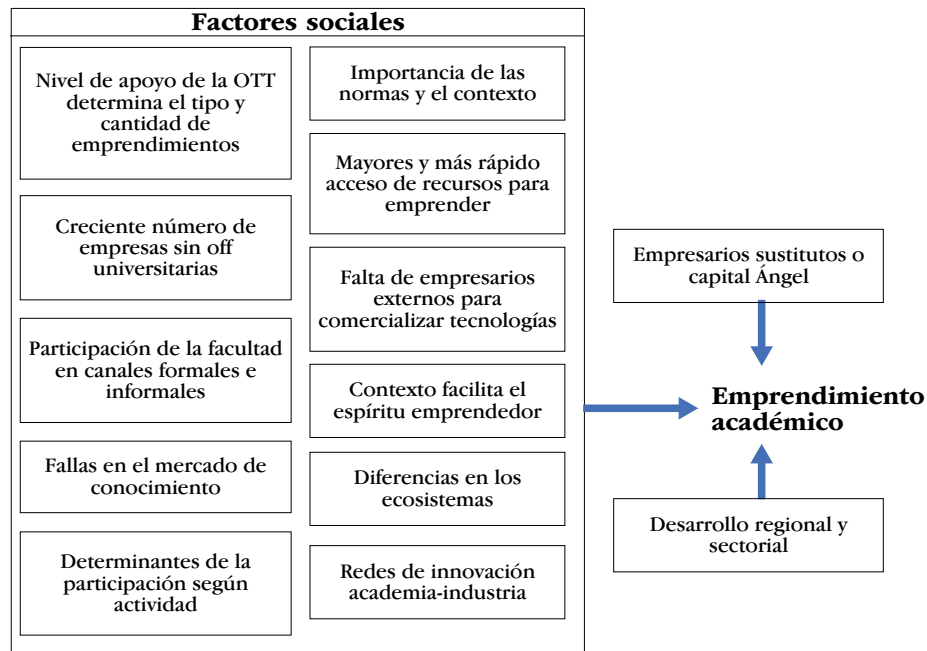 Factores sociales
Nivel de apoyo de la OTT
determina el tipo y
cantidad de
emprendimientos
Creciente número de
empresas sin off
universitarias
Participación de la facultad
en canales formales e
informales
Fallas en el mercado de
conocimiento
Determinantes de la
participación según
actividad
Importancia de las
normas y el contexto
Mayores y más rápido
acceso de recursos para
emprender
Falta de empresarios
externos para
comercializar tecnologías
Contexto facilita el
espíritu emprendedor
Diferencias en los
ecosistemas
Redes de innovación
academia-industria
Empresarios sustitutos o
capital Ángel
Emprendimiento
académico
Desarrollo regional y
sectorial